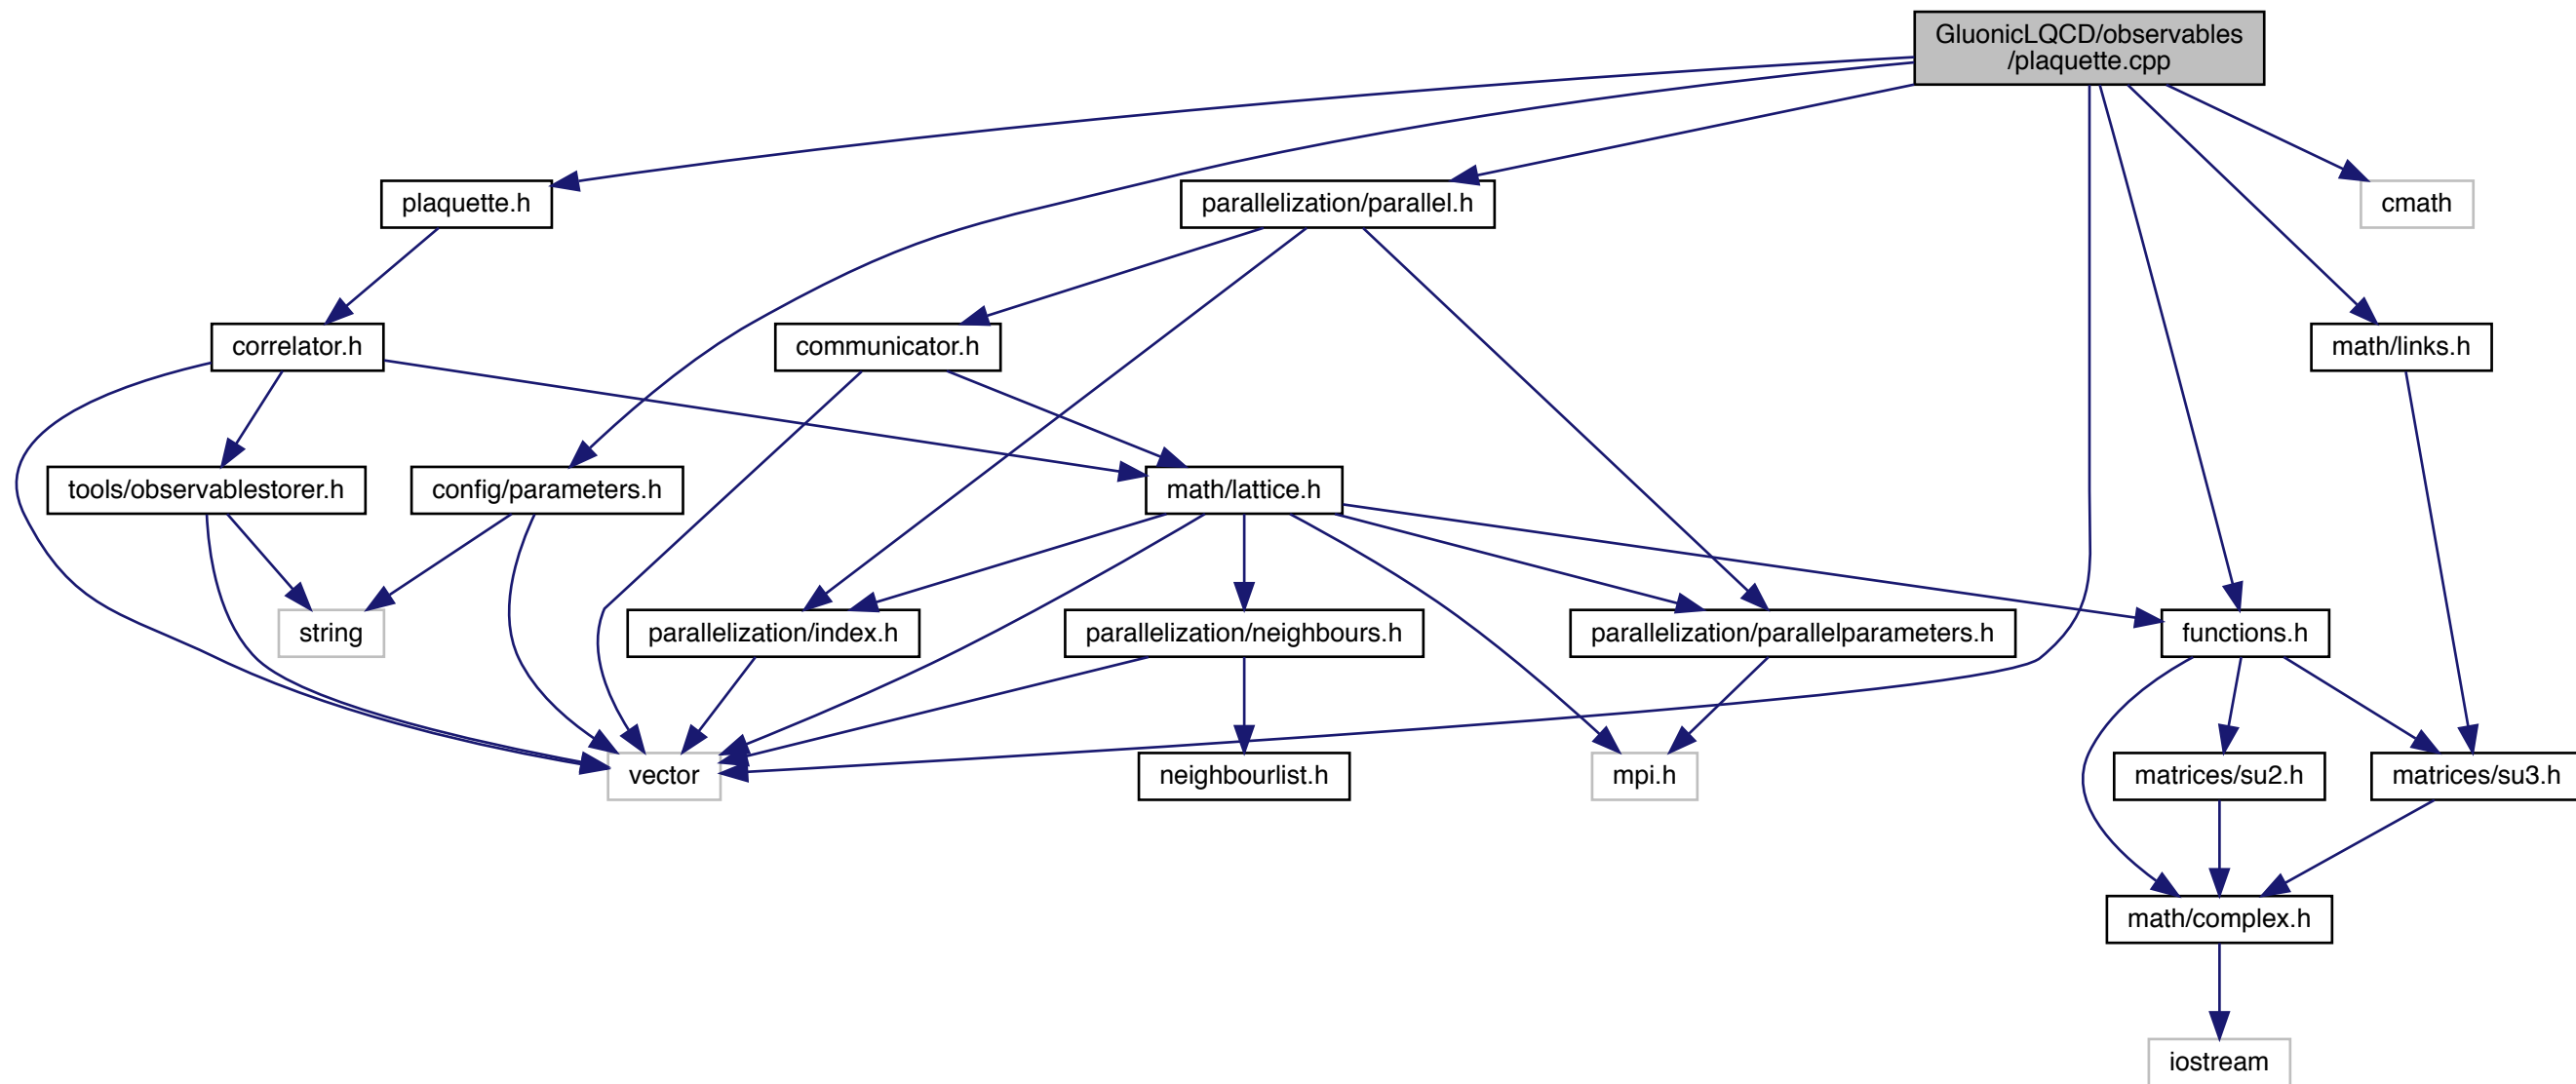 GluonicLQCD/observables
/plaquette.cpp
plaquette.h
parallelization/parallel.h
cmath
correlator.h
communicator.h
math/links.h
tools/observablestorer.h
config/parameters.h
math/lattice.h
string
parallelization/index.h
parallelization/neighbours.h
parallelization/parallelparameters.h
functions.h
vector
neighbourlist.h
mpi.h
matrices/su2.h
matrices/su3.h
math/complex.h
iostream